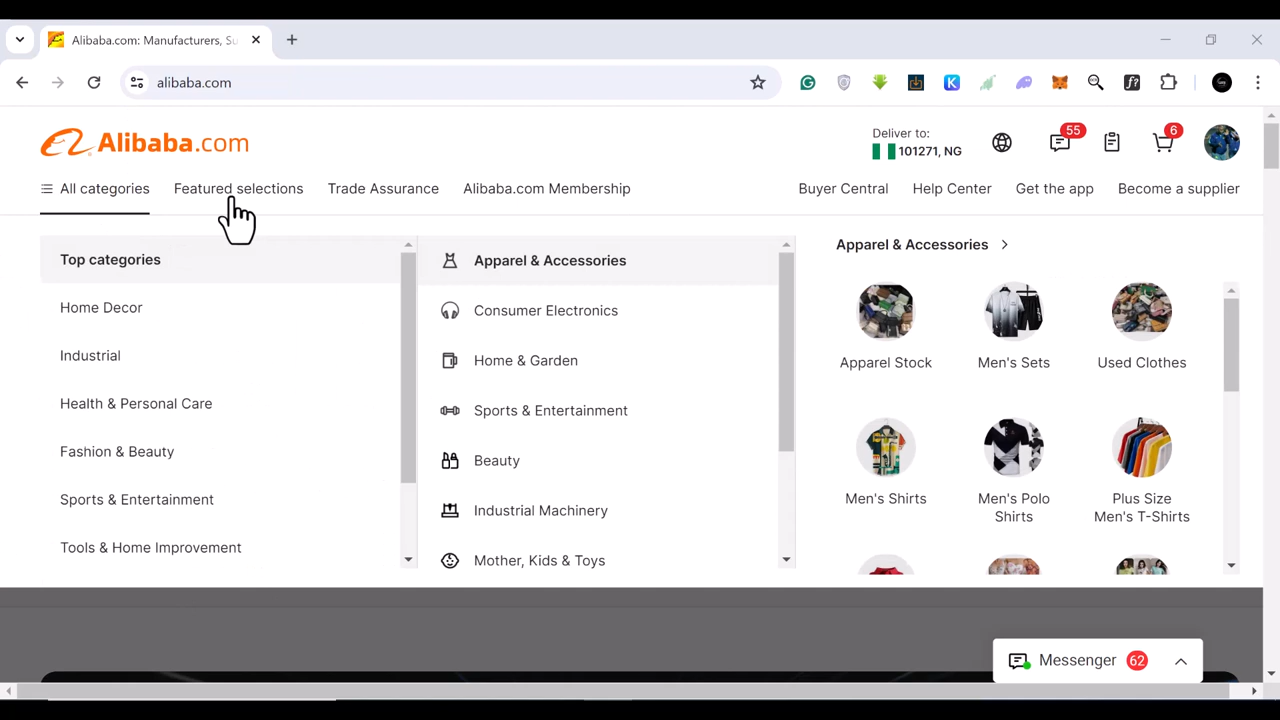 Alibaba.com: Manufacturers, Su
alibaba.com
Alibaba.com
Deliver to:
101271, NG
55
6
All categories
Featured selections
Trade Assurance
Alibaba.com Membership
Buyer Central
Help Center
Get the app
Become a supplier
Top categories
Home Decor
Industrial
Health & Personal Care
Fashion & Beauty
Sports & Entertainment
Tools & Home Improvement
Apparel & Accessories
Consumer Electronics
Home & Garden
Sports & Entertainment
Beauty
Industrial Machinery
Mother, Kids & Toys
Apparel & Accessories
Apparel Stock
Men's Sets
Used Clothes
Men's Shirts
Men's Polo
Shirts
Plus Size
Men's T-Shirts
Messenger 62